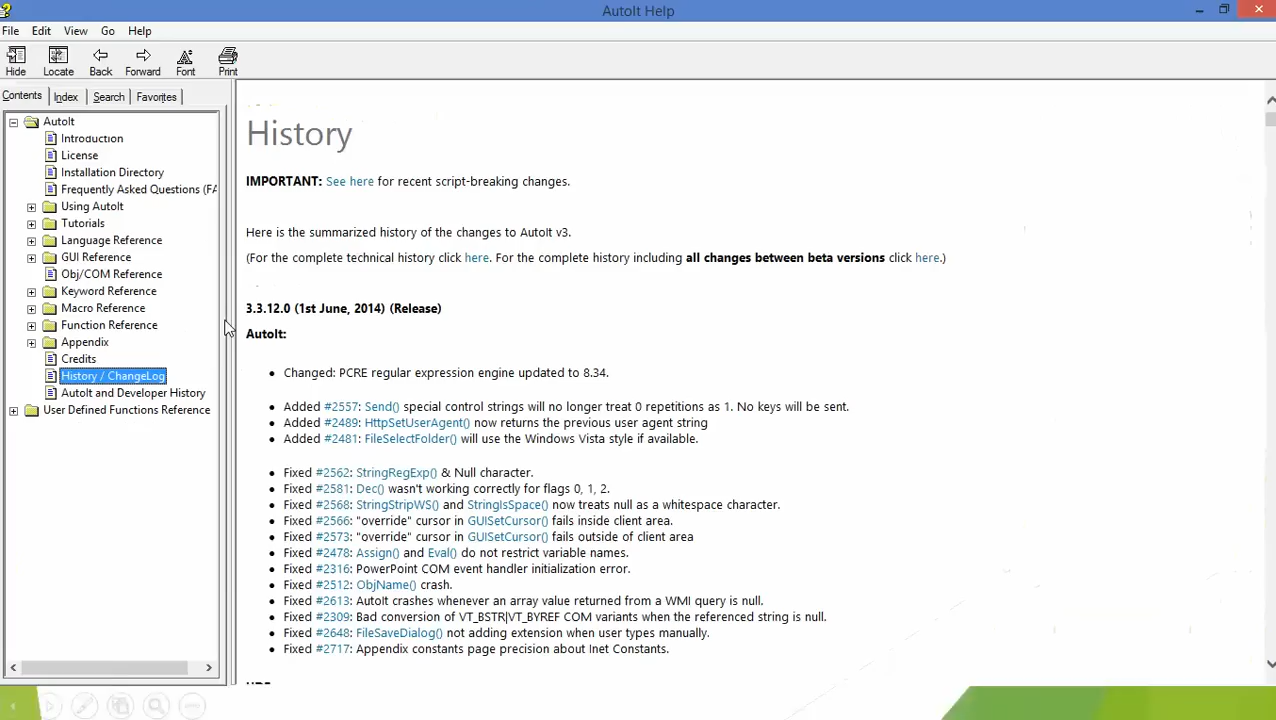 AutoIt Help
File Edit View Go Help
Hide Locate Back Forward Font Print
Contents Index Search Favorites
AutoIt
Introduction
License
Installation Directory
Frequently Asked Questions (FA
Using AutoIt
Tutorials
Language Reference
GUI Reference
Obj/COM Reference
Keyword Reference
Macro Reference
Function Reference
Appendix
Credits
History / ChangeLog
AutoIt and Developer History
User Defined Functions Reference
History
IMPORTANT: See here for recent script-breaking changes.
Here is the summarized history of the changes to AutoIt v3.
(For the complete technical history click here. For the complete history including all changes between beta versions click here.)
3.3.12.0 (1st June, 2014) (Release)
AutoIt:
• Changed: PCRE regular expression engine updated to 8.34.
• Added #2557: Send() special control strings will no longer treat 0 repetitions as 1. No keys will be sent.
• Added #2489: HttpSetUserAgent() now returns the previous user agent string
• Added #2481: FileSelectFolder() will use the Windows Vista style if available.
• Fixed #2562: StringRegExp() & Null character.
• Fixed #2581: Dec() wasn't working correctly for flags 0, 1, 2.
• Fixed #2568: StringStripWS() and StringIsSpace() now treats null as a whitespace character.
• Fixed #2566: "override" cursor in GUISetCursor() fails inside client area.
• Fixed #2573: "override" cursor in GUISetCursor() fails outside of client area
• Fixed #2478: Assign() and Eval() do not restrict variable names.
• Fixed #2316: PowerPoint COM event handler initialization error.
• Fixed #2512: ObjName() crash.
• Fixed #2613: AutoIt crashes whenever an array value returned from a WMI query is null.
• Fixed #2309: Bad conversion of VT_BSTR|VT_BYREF COM variants when the referenced string is null.
• Fixed #2648: FileSaveDialog() not adding extension when user types manually.
• Fixed #2717: Appendix constants page precision about Inet Constants.